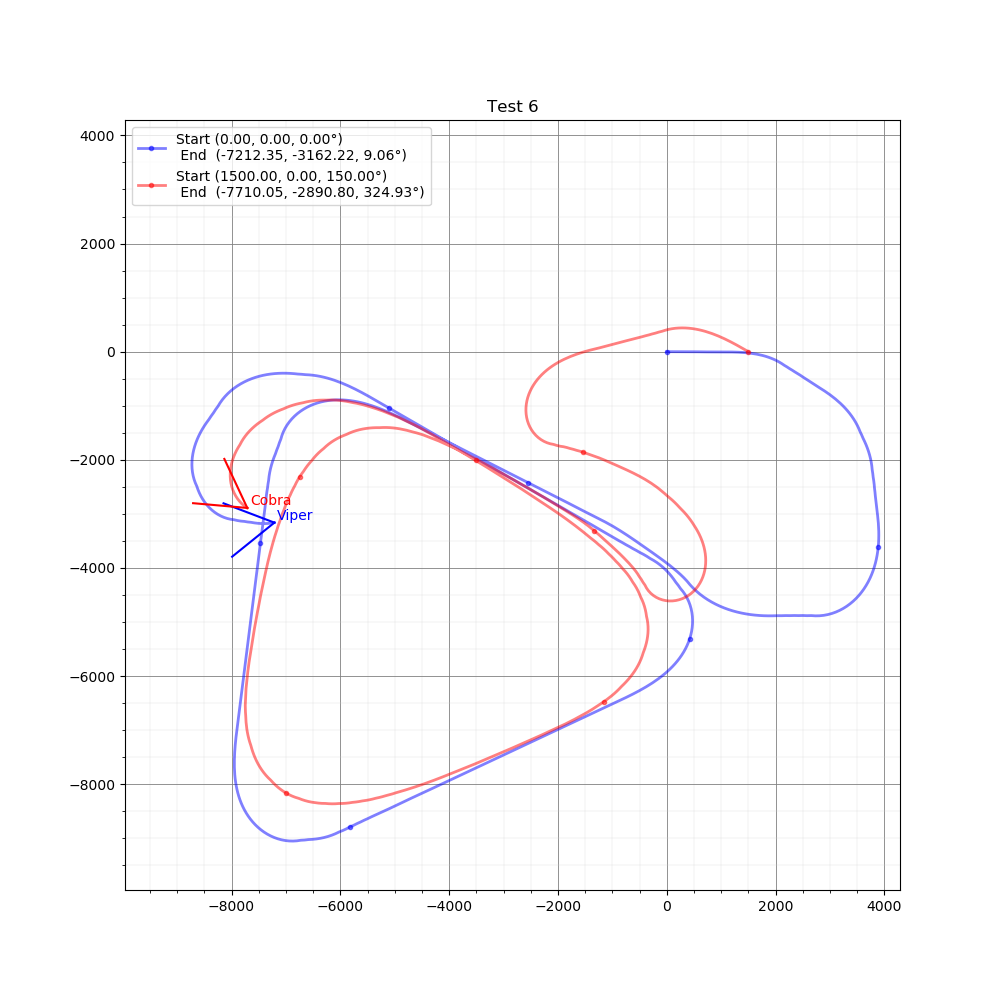 Test 6
Start (0.00, 0.00, 0.00°)
End (-7212.35, -3162.22, 9.06°)
Start (1500.00, 0.00, 150.00°)
End (-7710.05, -2890.80, 324.93°)
4000
2000
0
−2000
−4000
−6000
−8000
Cobra
Viper
−8000 −6000 −4000 −2000 0 2000 4000